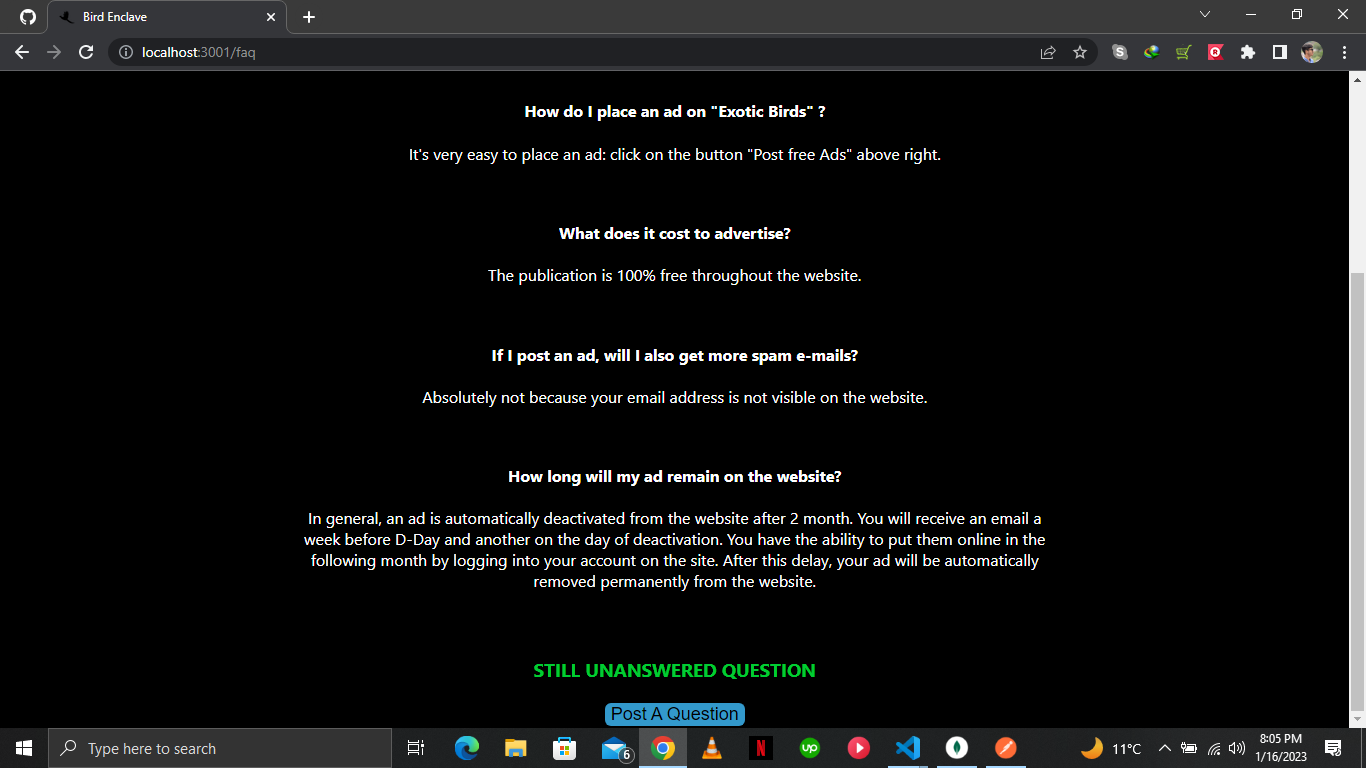 Bird Enclave
localhost:3001/faq
How do I place an ad on "Exotic Birds" ?
It's very easy to place an ad: click on the button "Post free Ads" above right.
What does it cost to advertise?
The publication is 100% free throughout the website.
If I post an ad, will I also get more spam e-mails?
Absolutely not because your email address is not visible on the website.
How long will my ad remain on the website?
In general, an ad is automatically deactivated from the website after 2 month. You will receive an email a
week before D-Day and another on the day of deactivation. You have the ability to put them online in the
following month by logging into your account on the site. After this delay, your ad will be automatically
removed permanently from the website.
STILL UNANSWERED QUESTION
Post A Question
Type here to search
6
N
up
11°C
8:05 PM
1/16/2023